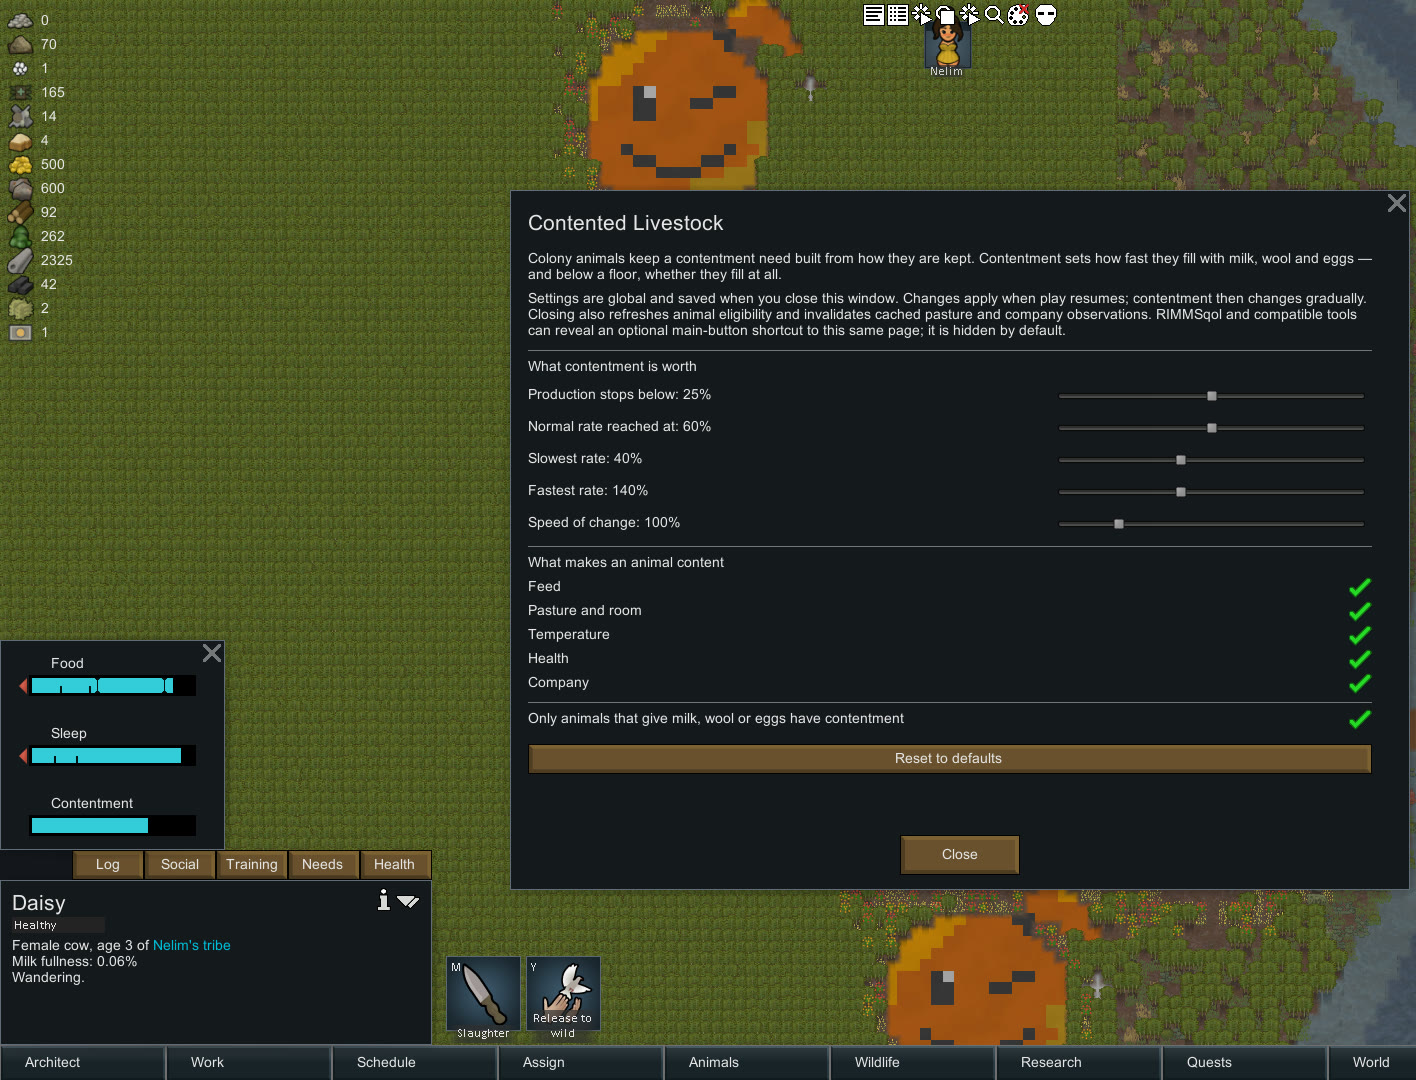 0
70
1
165
14
4
500
600
92
262
2325
42
2
1
Nelim
Contented Livestock
Colony animals keep a contentment need built from how they are kept. Contentment sets how fast they fill with milk, wool and eggs —
and below a floor, whether they fill at all.
Settings are global and saved when you close this window. Changes apply when play resumes; contentment then changes gradually.
Closing also refreshes animal eligibility and invalidates cached pasture and company observations. RIMMSqol and compatible tools
can reveal an optional main-button shortcut to this same page; it is hidden by default.
What contentment is worth
Production stops below: 25%
Normal rate reached at: 60%
Slowest rate: 40%
Fastest rate: 140%
Speed of change: 100%
What makes an animal content
Feed
Pasture and room
Temperature
Health
Company
Only animals that give milk, wool or eggs have contentment
Reset to defaults
Close
Food
Sleep
Contentment
Log Social Training Needs Health
Daisy
Healthy
Female cow, age 3 of Nelim's tribe
Milk fullness: 0.06%
Wandering.
M
Slaughter
Y
Release to
wild
Architect Work Schedule Assign Animals Wildlife Research Quests World